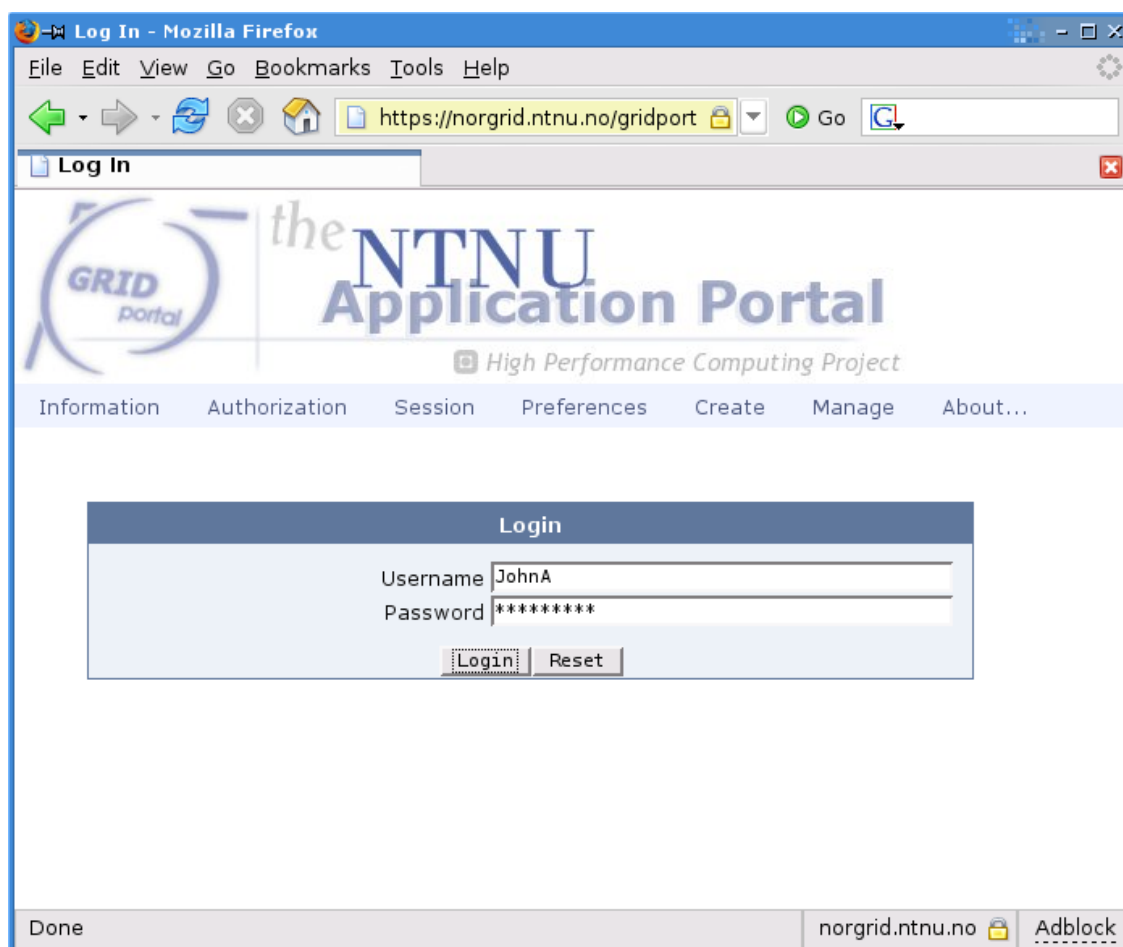 Log In - Mozilla Firefox
File Edit View Go Bookmarks Tools Help
https://norgrid.ntnu.no/gridport Go G
Log In
GRID
portal
the NTNU
Application Portal
High Performance Computing Project
Information Authorization Session Preferences Create Manage About...
Login
Username JohnA
Password *********
Login Reset
Done norgrid.ntnu.no Adblock